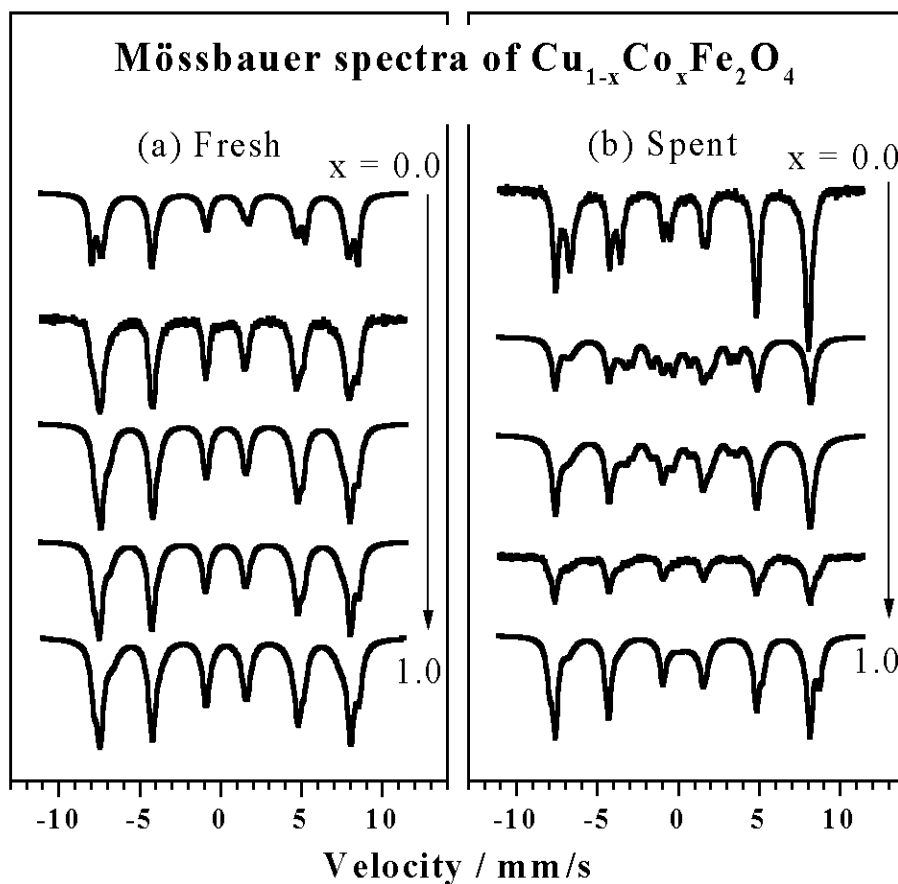 Mössbauer spectra of Cu₁₋ₓCoₓFe₂O₄
(a) Fresh
x = 0.0
1.0
(b) Spent
x = 0.0
1.0
-10 -5 0 5 10
-10 -5 0 5 10
Velocity / mm/s